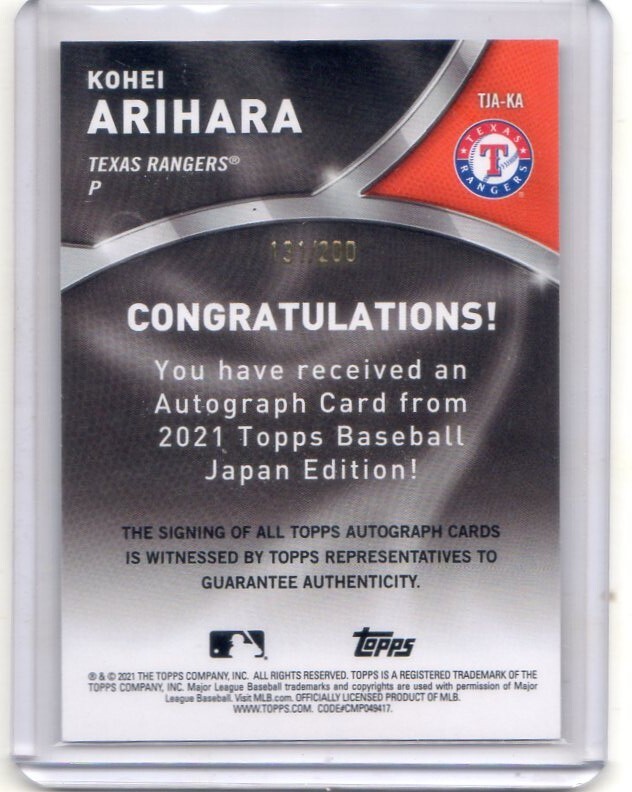 KOHEI
ARIHARA
TEXAS RANGERS®
P
TJA-KA
TEXAS
T
RANGERS
131/200
CONGRATULATIONS!
You have received an
Autograph Card from
2021 Topps Baseball
Japan Edition!
THE SIGNING OF ALL TOPPS AUTOGRAPH CARDS
IS WITNESSED BY TOPPS REPRESENTATIVES TO
GUARANTEE AUTHENTICITY.
topps
® & © 2021 THE TOPPS COMPANY, INC. ALL RIGHTS RESERVED. TOPPS IS A REGISTERED TRADEMARK OF THE
TOPPS COMPANY, INC. Major League Baseball trademarks and copyrights are used with permission of Major
League Baseball. Visit MLB.com. OFFICIALLY LICENSED PRODUCT OF MLB.
WWW.TOPPS.COM. CODE#CMP049417.